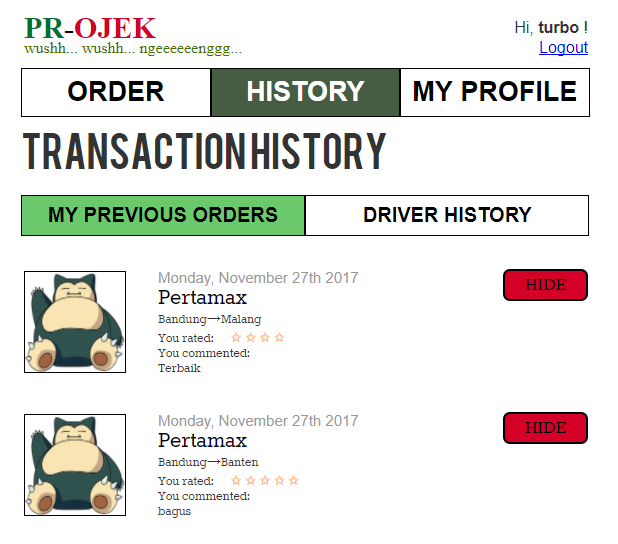 PR-OJEK
wushh... wushh... ngeeeeeenggg...
Hi, turbo !
Logout
ORDER HISTORY MY PROFILE
TRANSACTION HISTORY
MY PREVIOUS ORDERS DRIVER HISTORY
Monday, November 27th 2017
HIDE
Pertamax
Bandung→Malang
You rated: ☆ ☆ ☆ ☆
You commented:
Terbaik
Monday, November 27th 2017
HIDE
Pertamax
Bandung→Banten
You rated: ☆ ☆ ☆ ☆ ☆
You commented:
bagus